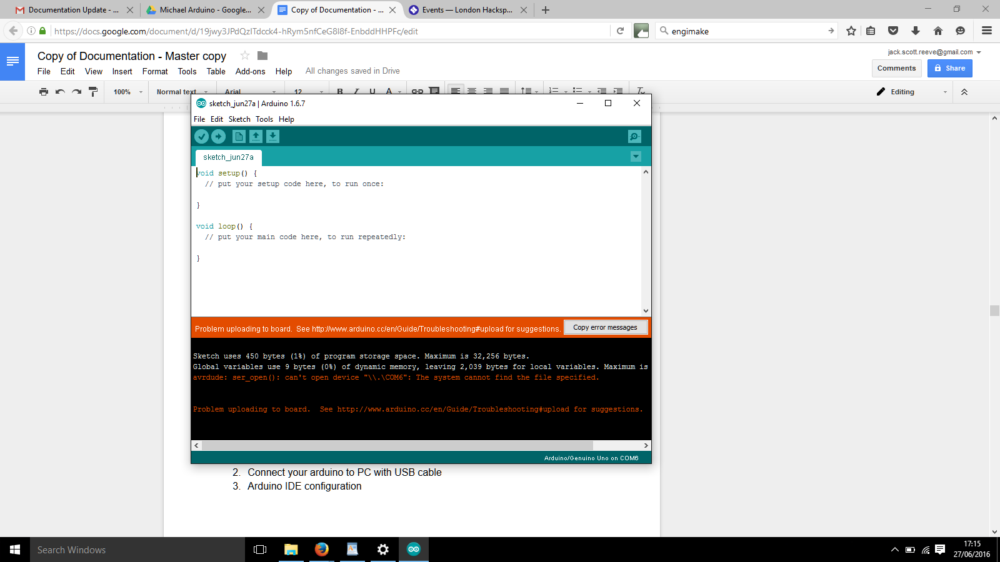 Documentation Update - ...
Michael Arduino - Google...
Copy of Documentation - ...
Events — London Hacksp...
https://docs.google.com/document/d/19jwy3JPdQzITdcck4-hRym5nfCeG8l8f-EnbddHHPFc/edit
engimake
Copy of Documentation - Master copy
jack.scott.reeve@gmail.com
File Edit View Insert Format Tools Table Add-ons Help All changes saved in Drive
Comments
Share
100% Normal text Arial 12 B I U A
Editing
sketch_jun27a | Arduino 1.6.7
File Edit Sketch Tools Help
sketch_jun27a
void setup() {
// put your setup code here, to run once:
}
void loop() {
// put your main code here, to run repeatedly:
}
Problem uploading to board. See http://www.arduino.cc/en/Guide/Troubleshooting#upload for suggestions.
Copy error messages
Sketch uses 450 bytes (1%) of program storage space. Maximum is 32,256 bytes.
Global variables use 9 bytes (0%) of dynamic memory, leaving 2,039 bytes for local variables. Maximum is
avrdude: ser_open(): can't open device "\\.\COM6": The system cannot find the file specified.
Problem uploading to board. See http://www.arduino.cc/en/Guide/Troubleshooting#upload for suggestions.
Arduino/Genuino Uno on COM6
2. Connect your arduino to PC with USB cable
3. Arduino IDE configuration
Search Windows
17:15
27/06/2016